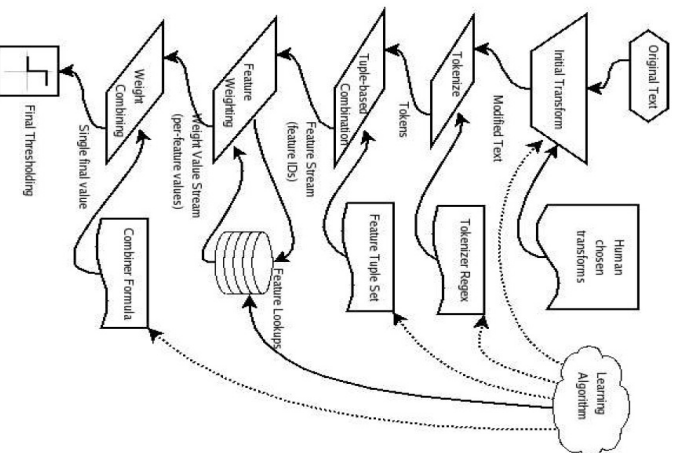 Original Text
Initial Transform
Human
chosen
transforms
Modified Text
Tokenize
Tokenizer Regex
Tokens
Tuple-based
Combination
Feature Tuple Set
Feature Stream
(feature IDs)
Feature
Weighting
Feature Lookups
Weight Value Stream
(per-feature values)
Weight
Combining
Combiner Formula
Single final value
Final Thresholding
Learning
Algorithm